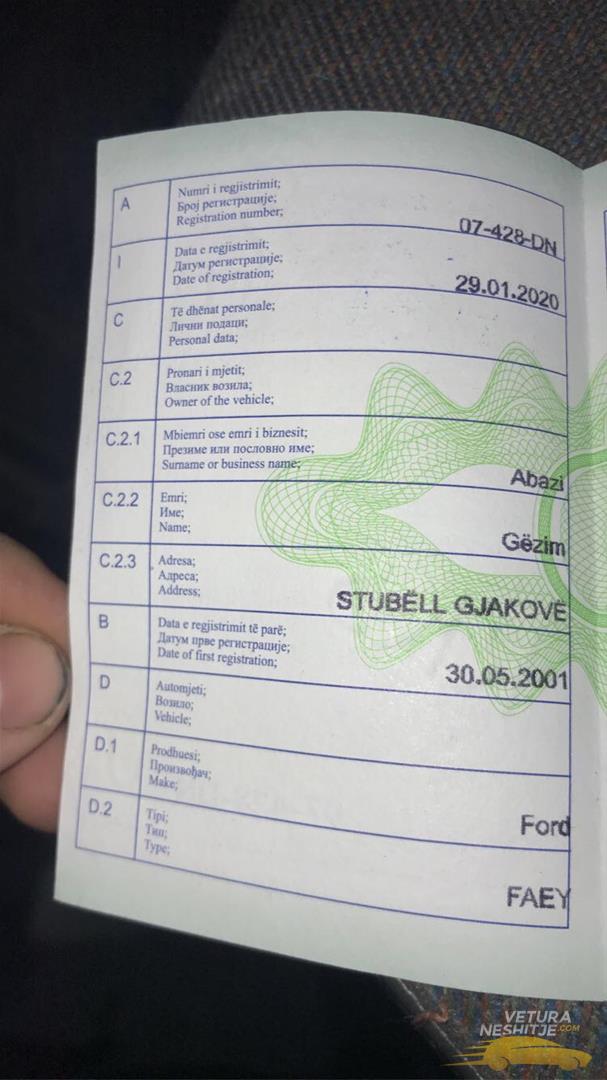 A
Numri i regjistrimit;
Број регистрације;
Registration number;
07-428-DN
I
Data e regjistrimit;
Датум регистрације;
Date of registration;
29.01.2020
C
Të dhënat personale;
Лични подаци;
Personal data;
C.2
Pronari i mjetit;
Власник возила;
Owner of the vehicle;
C.2.1
Mbiemri ose emri i biznesit;
Презиме или пословно име;
Surname or business name;
Abazi
C.2.2
Emri;
Име;
Name;
Gëzim
C.2.3
Adresa;
Адреса;
Address;
STUBËLL GJAKOVË
B
Data e regjistrimit të parë;
Датум прве регистрације;
Date of first registration;
30.05.2001
D
Automjeti;
Возило;
Vehicle;
D.1
Prodhuesi;
Произвођач;
Make;
Ford
D.2
Tipi;
Тип;
Type;
FAEY
VETURA
NESHITJE.COM